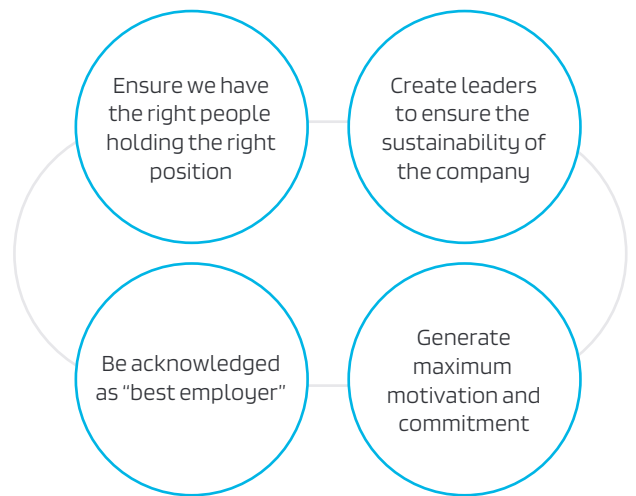 Ensure we have
the right people
holding the right
position
Create leaders
to ensure the
sustainability of
the company
Be acknowledged
as “best employer”
Generate
maximum
motivation and
commitment